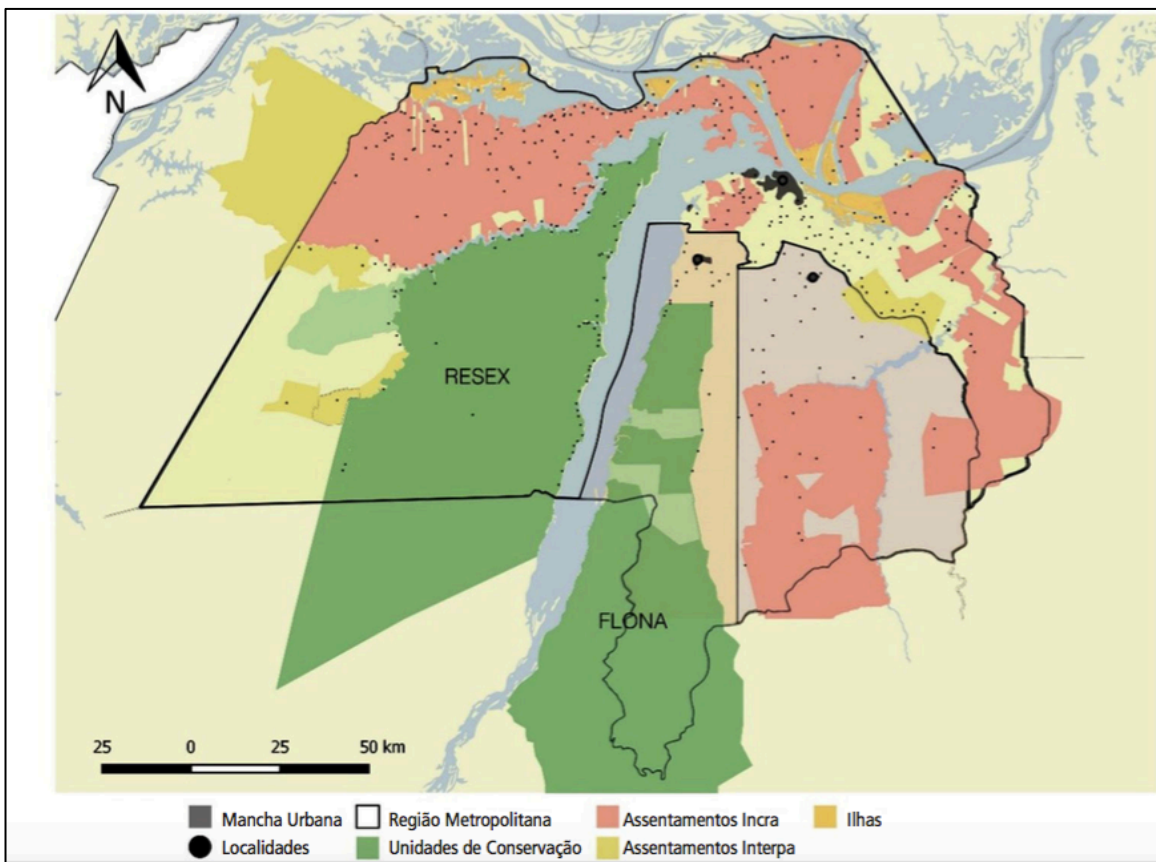 N
RESEX
FLONA
25 0 25 50 km
Mancha Urbana Região Metropolitana Assentamentos Incra Ilhas
Localidades Unidades de Conservação Assentamentos Interpa